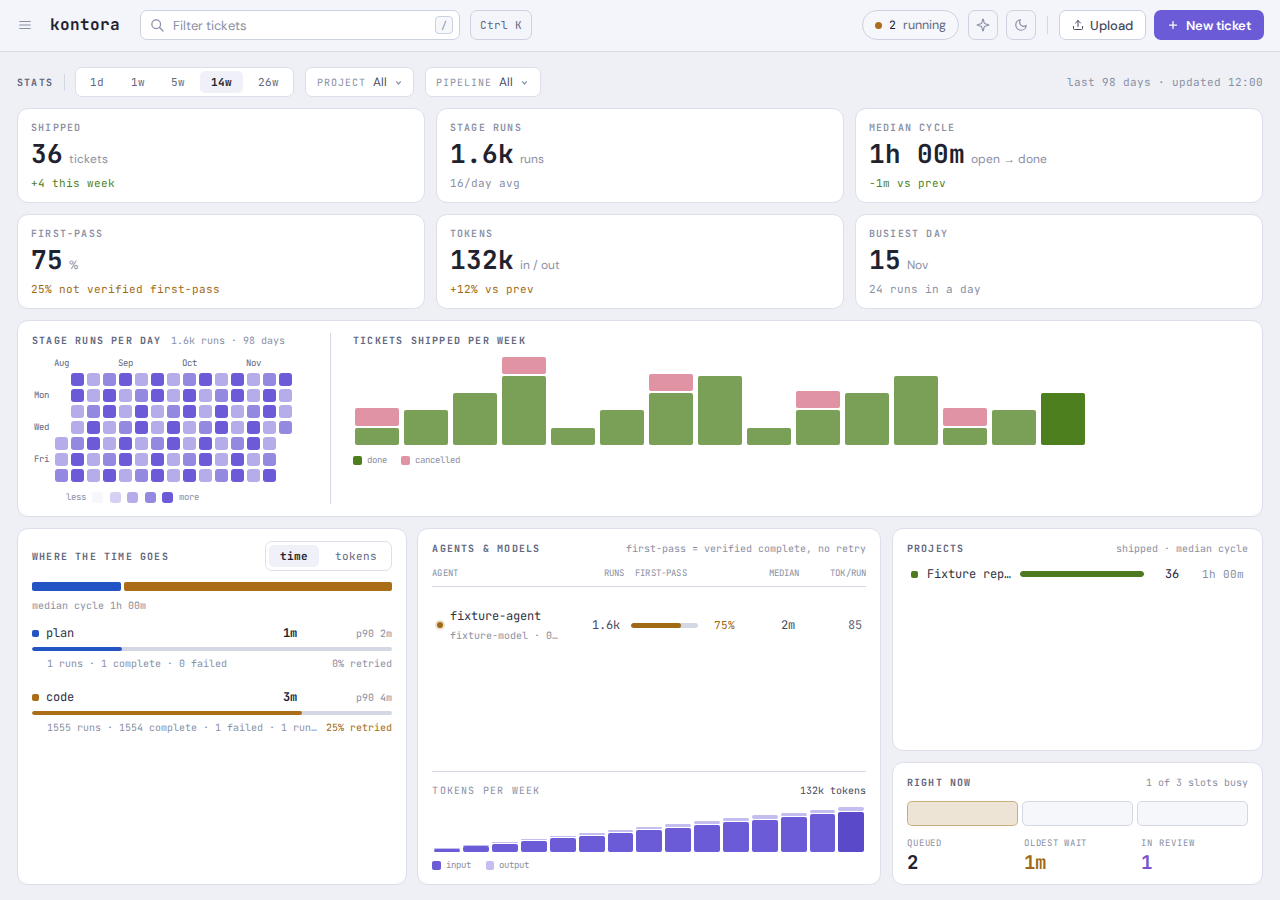 kontora
Filter tickets /
Ctrl K
2 running
Upload
+ New ticket
STATS
1d 1w 5w 14w 26w
PROJECT All
PIPELINE All
last 98 days · updated 12:00
SHIPPED
36 tickets
+4 this week
STAGE RUNS
1.6k runs
16/day avg
MEDIAN CYCLE
1h 00m open → done
-1m vs prev
FIRST-PASS
75 %
25% not verified first-pass
TOKENS
132k in / out
+12% vs prev
BUSIEST DAY
15 Nov
24 runs in a day
STAGE RUNS PER DAY 1.6k runs · 98 days
Aug Sep Oct Nov
Mon
Wed
Fri
less more
TICKETS SHIPPED PER WEEK
done cancelled
WHERE THE TIME GOES
time tokens
median cycle 1h 00m
plan 1m p90 2m
1 runs · 1 complete · 0 failed 0% retried
code 3m p90 4m
1555 runs · 1554 complete · 1 failed · 1 run… 25% retried
AGENTS & MODELS
first-pass = verified complete, no retry
AGENT RUNS FIRST-PASS MEDIAN TOK/RUN
fixture-agent
fixture-model · 0…
1.6k 75% 2m 85
TOKENS PER WEEK 132k tokens
input output
PROJECTS shipped · median cycle
Fixture rep… 36 1h 00m
RIGHT NOW 1 of 3 slots busy
QUEUED OLDEST WAIT IN REVIEW
2 1m 1